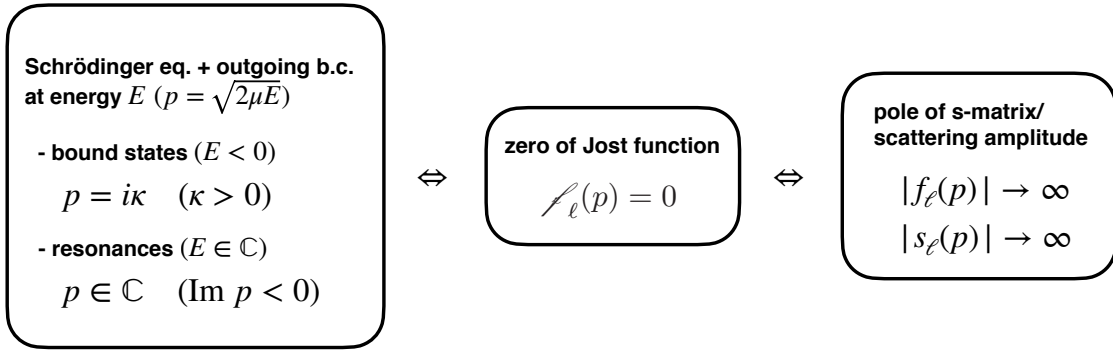 Schrödinger eq. + outgoing b.c.
at energy E (p = √2μE)
- bound states (E < 0)
p = iκ (κ > 0)
- resonances (E ∈ ℂ)
p ∈ ℂ (Im p < 0)
⇔
zero of Jost function
𝒻ℓ(p) = 0
⇔
pole of s-matrix/
scattering amplitude
|fℓ(p)| → ∞
|sℓ(p)| → ∞